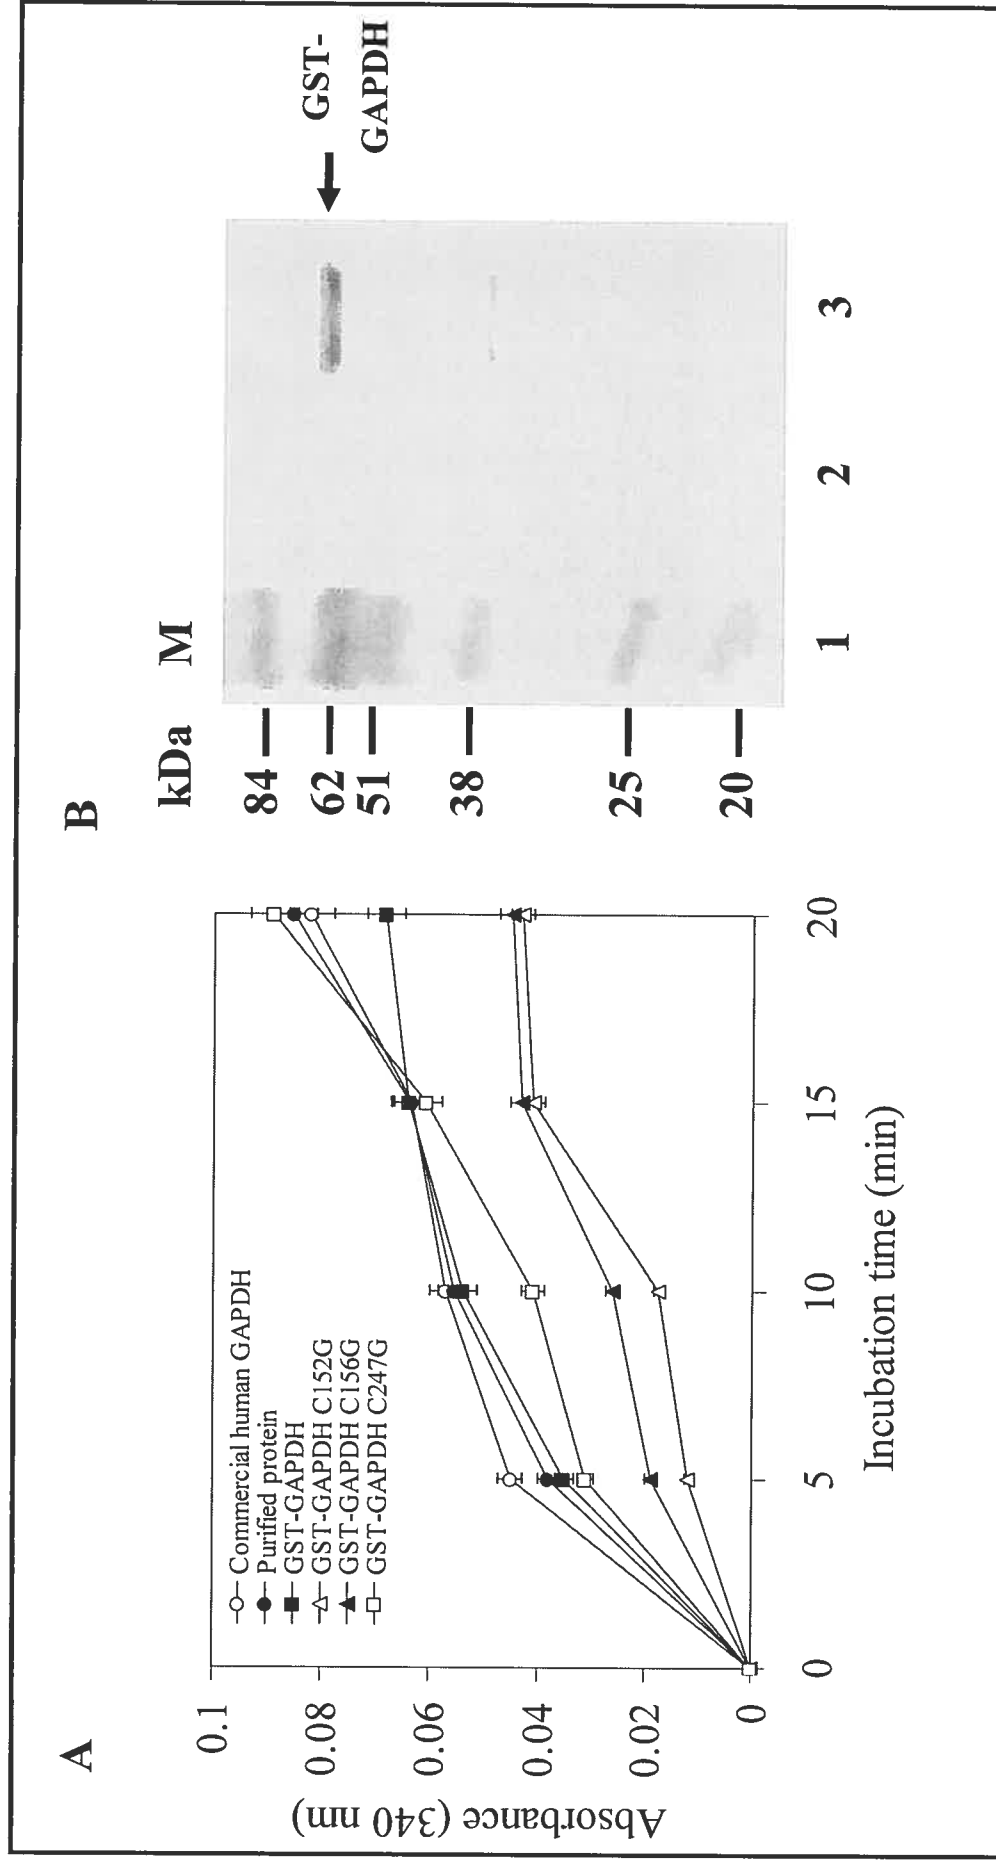 A
Absorbance (340 nm)
0.1
0.08
0.06
0.04
0.02
0
Commercial human GAPDH
Purified protein
GST-GAPDH
GST-GAPDH C152G
GST-GAPDH C156G
GST-GAPDH C247G
0 5 10 15 20
Incubation time (min)
B
kDa M
84
62
51
38
25
20
GST-
GAPDH
1 2 3